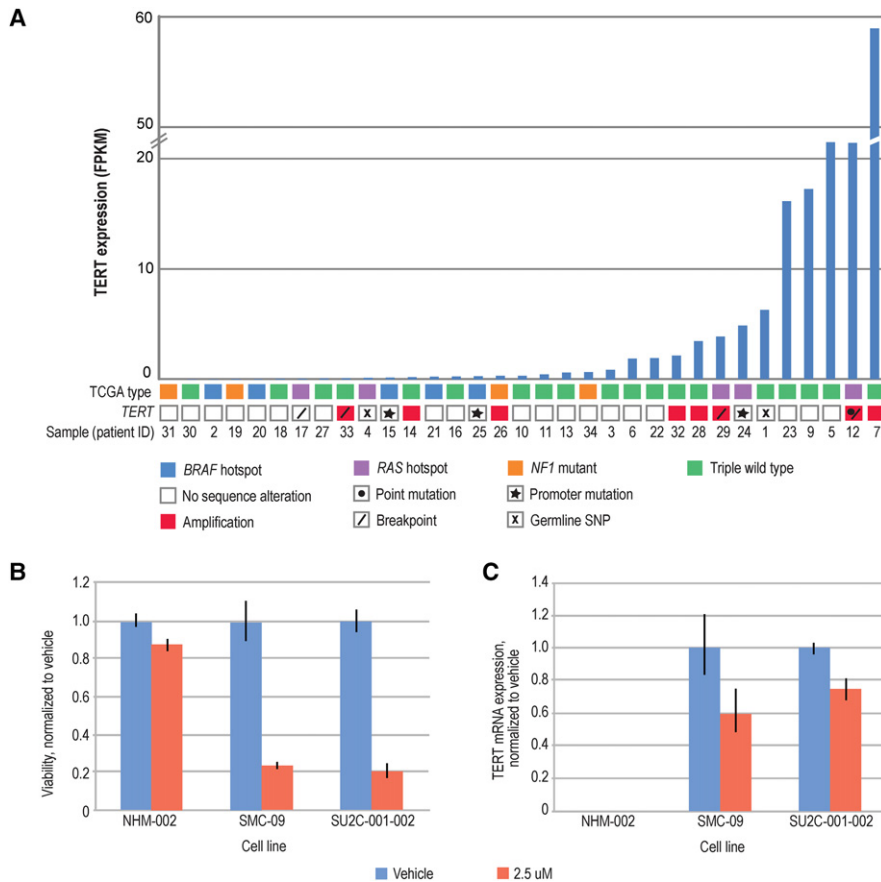 A
TERT expression (FPKM)
60
50
20
10
0
TCGA type
TERT
Sample (patient ID) 31 30 2 19 20 18 17 27 33 4 15 14 21 16 25 26 10 11 13 34 3 6 22 32 28 29 24 1 23 9 5 12 7
BRAF hotspot RAS hotspot NF1 mutant Triple wild type
No sequence alteration Point mutation Promoter mutation
Amplification Breakpoint x Germline SNP
B
Viability, normalized to vehicle
1.2
1.0
0.8
0.6
0.4
0.2
0
NHM-002 SMC-09 SU2C-001-002
Cell line
C
TERT mRNA expression,
normalized to vehicle
1.4
1.2
1.0
0.8
0.6
0.4
0.2
0
NHM-002 SMC-09 SU2C-001-002
Cell line
Vehicle 2.5 uM